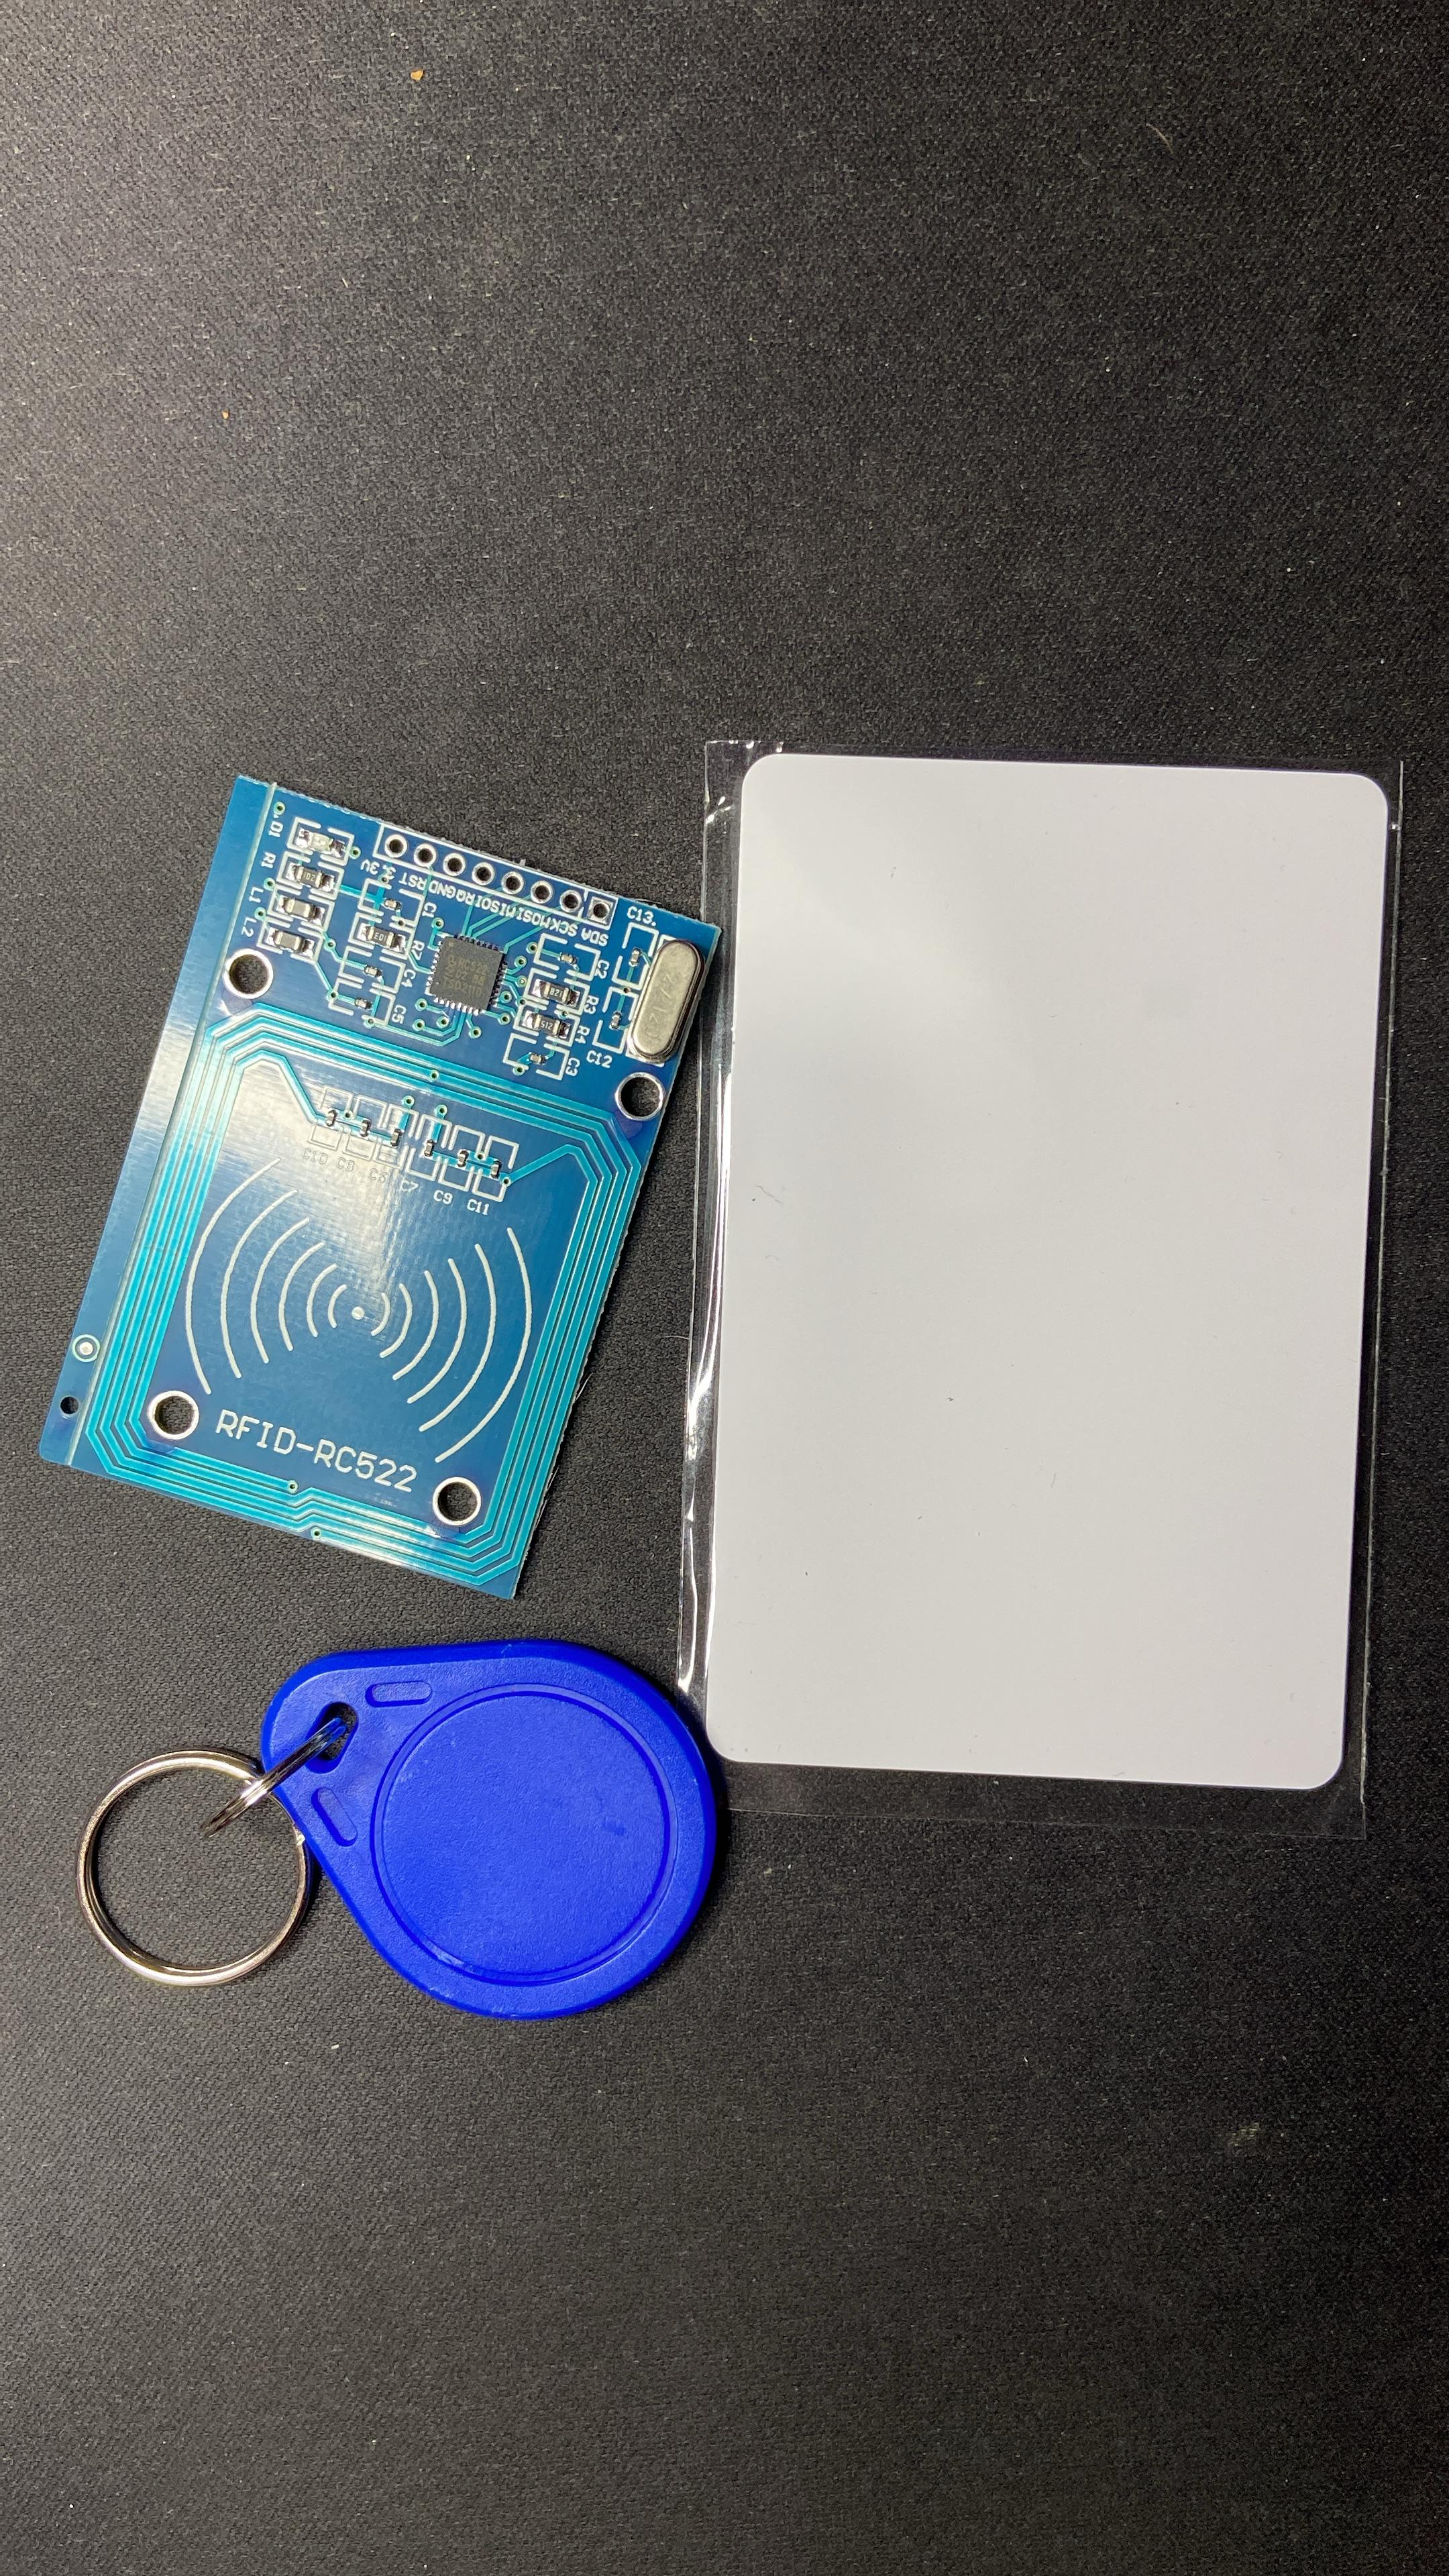 D1
R1
L1
L2
102
3.3V
RST
GND
IRQ
MISO
MOSI
SCK
SDA
C1
R2
C4
C5
C13.
C2
R3
R4
C3
C12
C10
C8
C6
C7
C9
C11
RFID-RC522